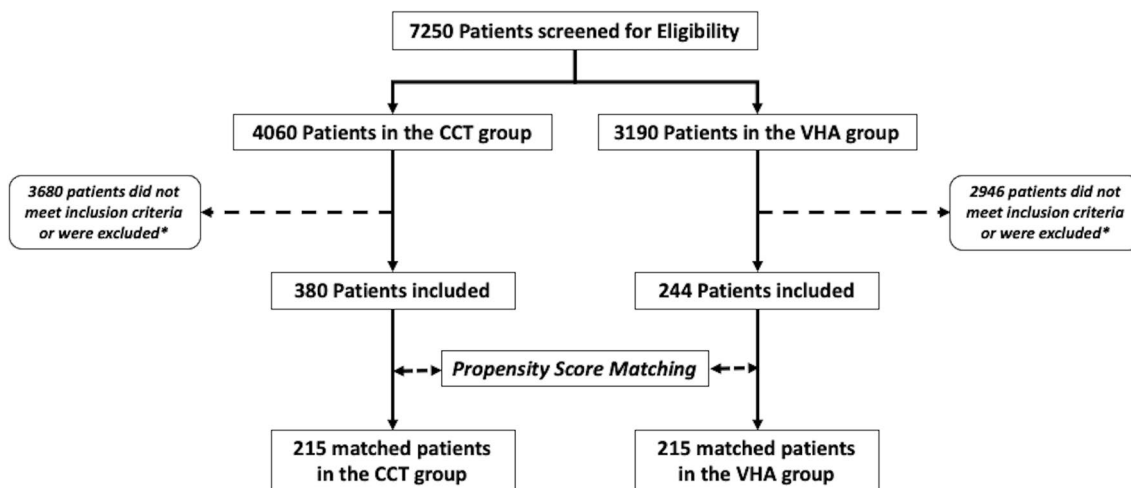 7250 Patients screened for Eligibility
4060 Patients in the CCT group
3190 Patients in the VHA group
3680 patients did not
meet inclusion criteria
or were excluded*
2946 patients did not
meet inclusion criteria
or were excluded*
380 Patients included
244 Patients included
Propensity Score Matching
215 matched patients
in the CCT group
215 matched patients
in the VHA group